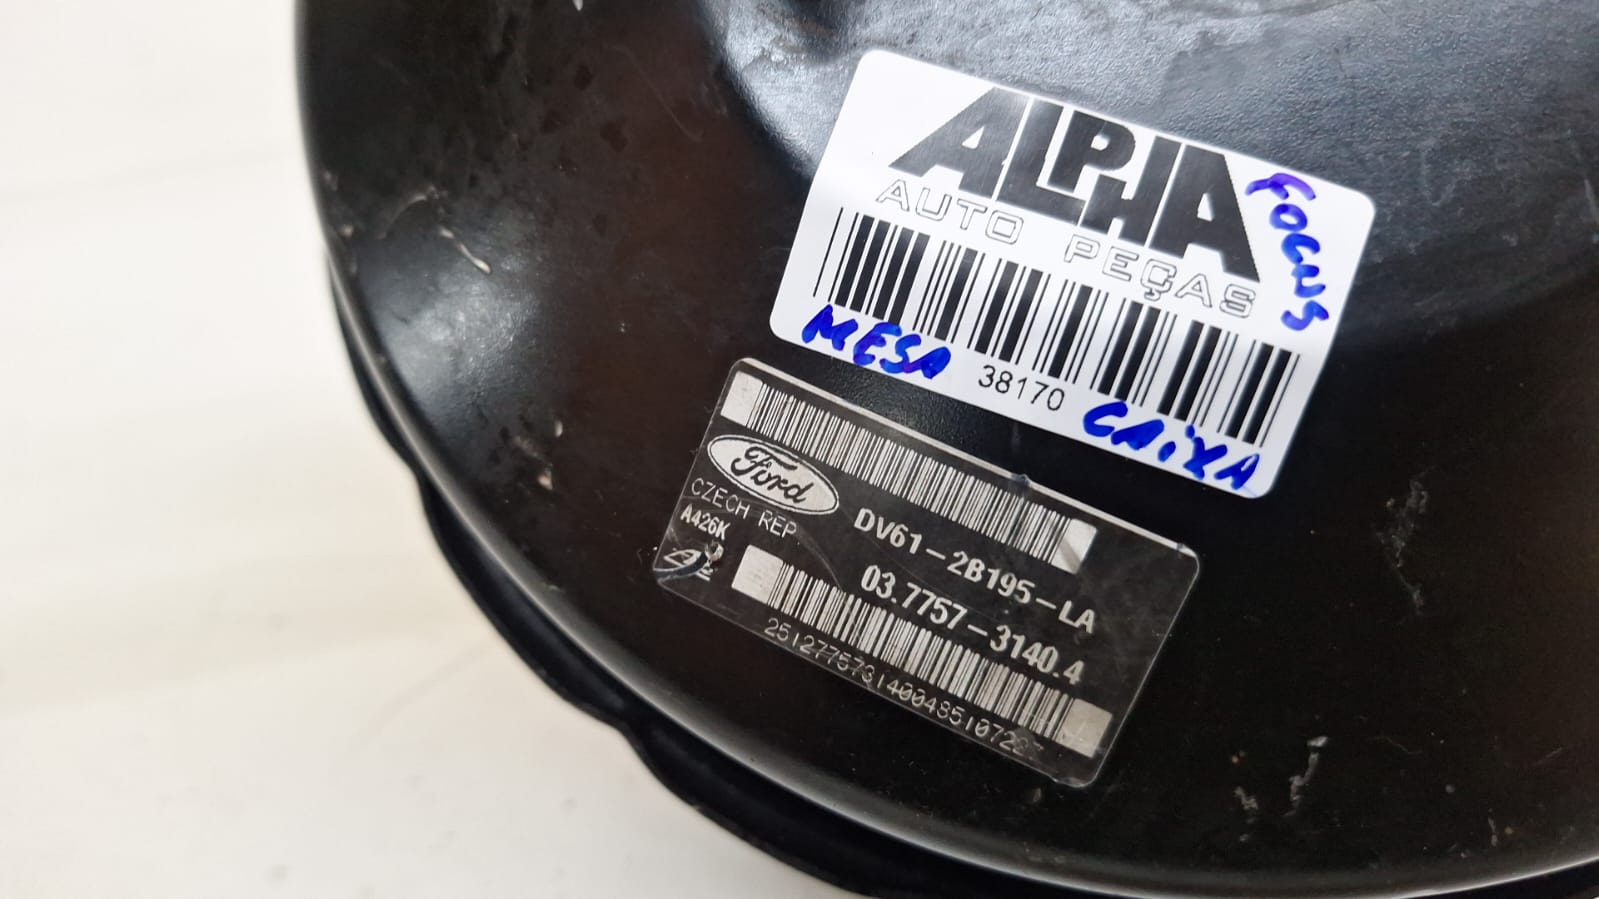 ALPHA
AUTO PEÇAS
FOCUS
MESA 38170 CAIXA
Ford
CZECH REP
A426K
DV61-2B195-LA
03.7757-3140.4